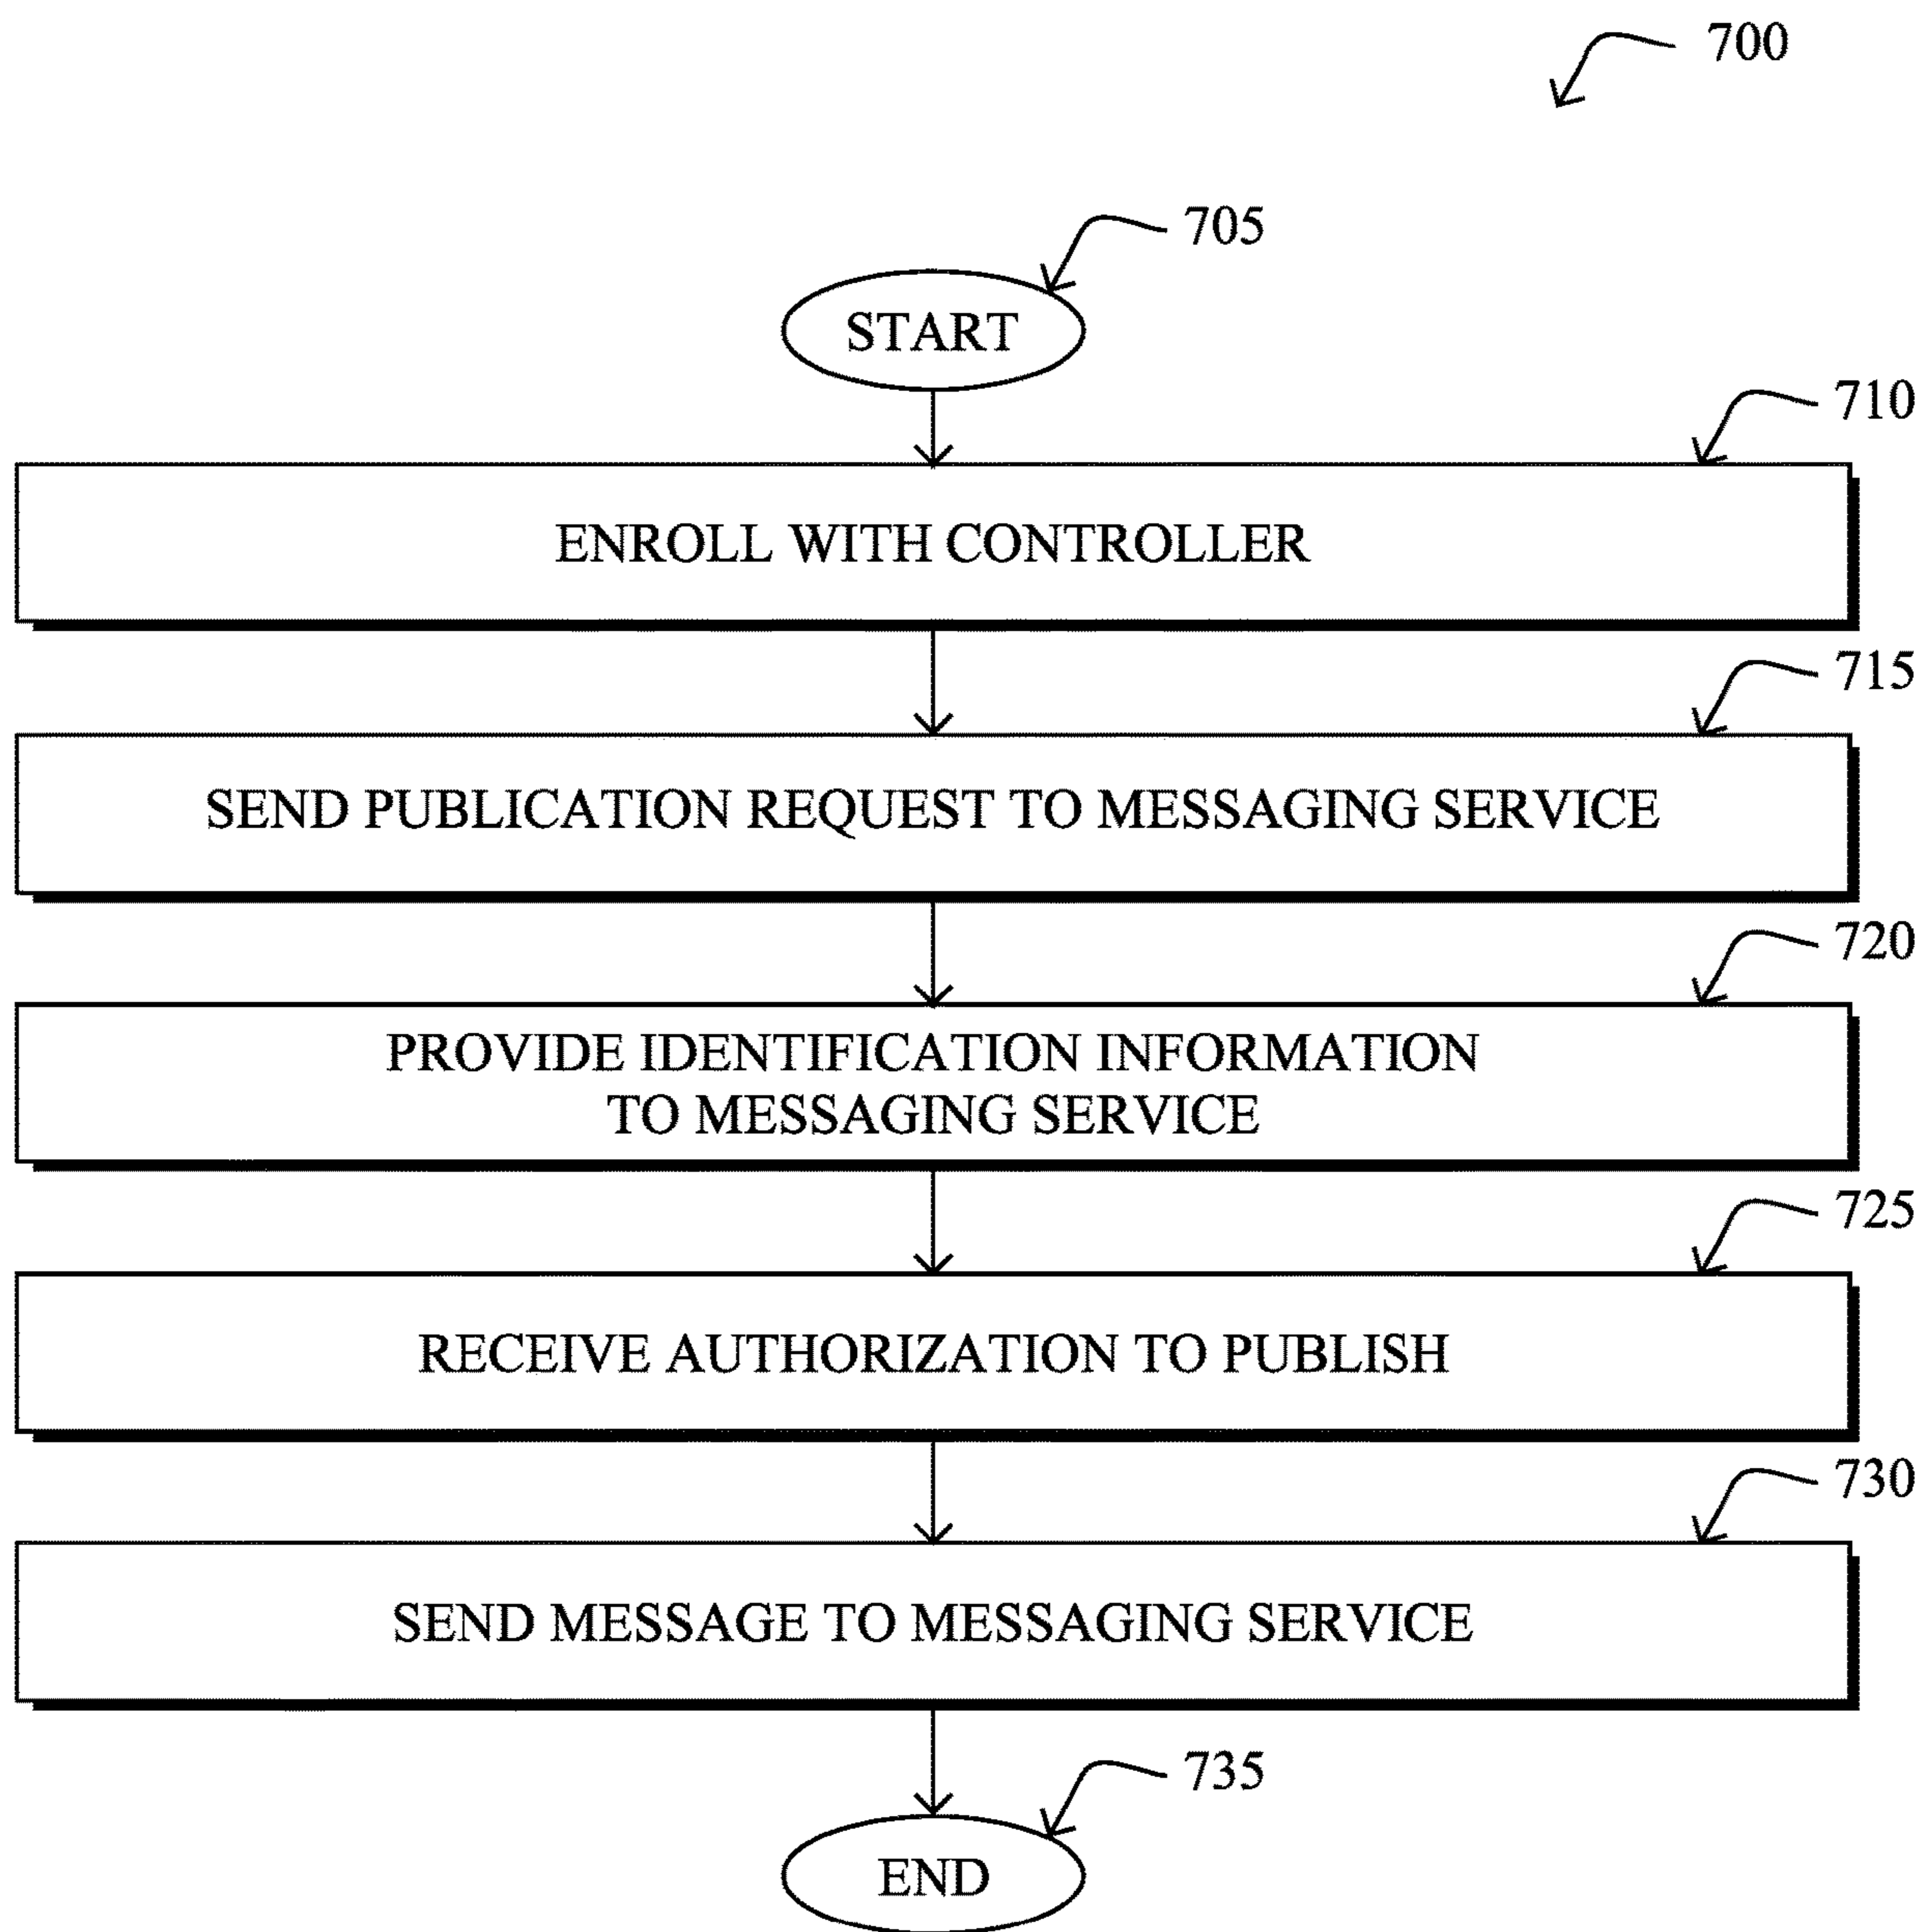 700
705
START
710
ENROLL WITH CONTROLLER
715
SEND PUBLICATION REQUEST TO MESSAGING SERVICE
720
PROVIDE IDENTIFICATION INFORMATION
TO MESSAGING SERVICE
725
RECEIVE AUTHORIZATION TO PUBLISH
730
SEND MESSAGE TO MESSAGING SERVICE
735
END